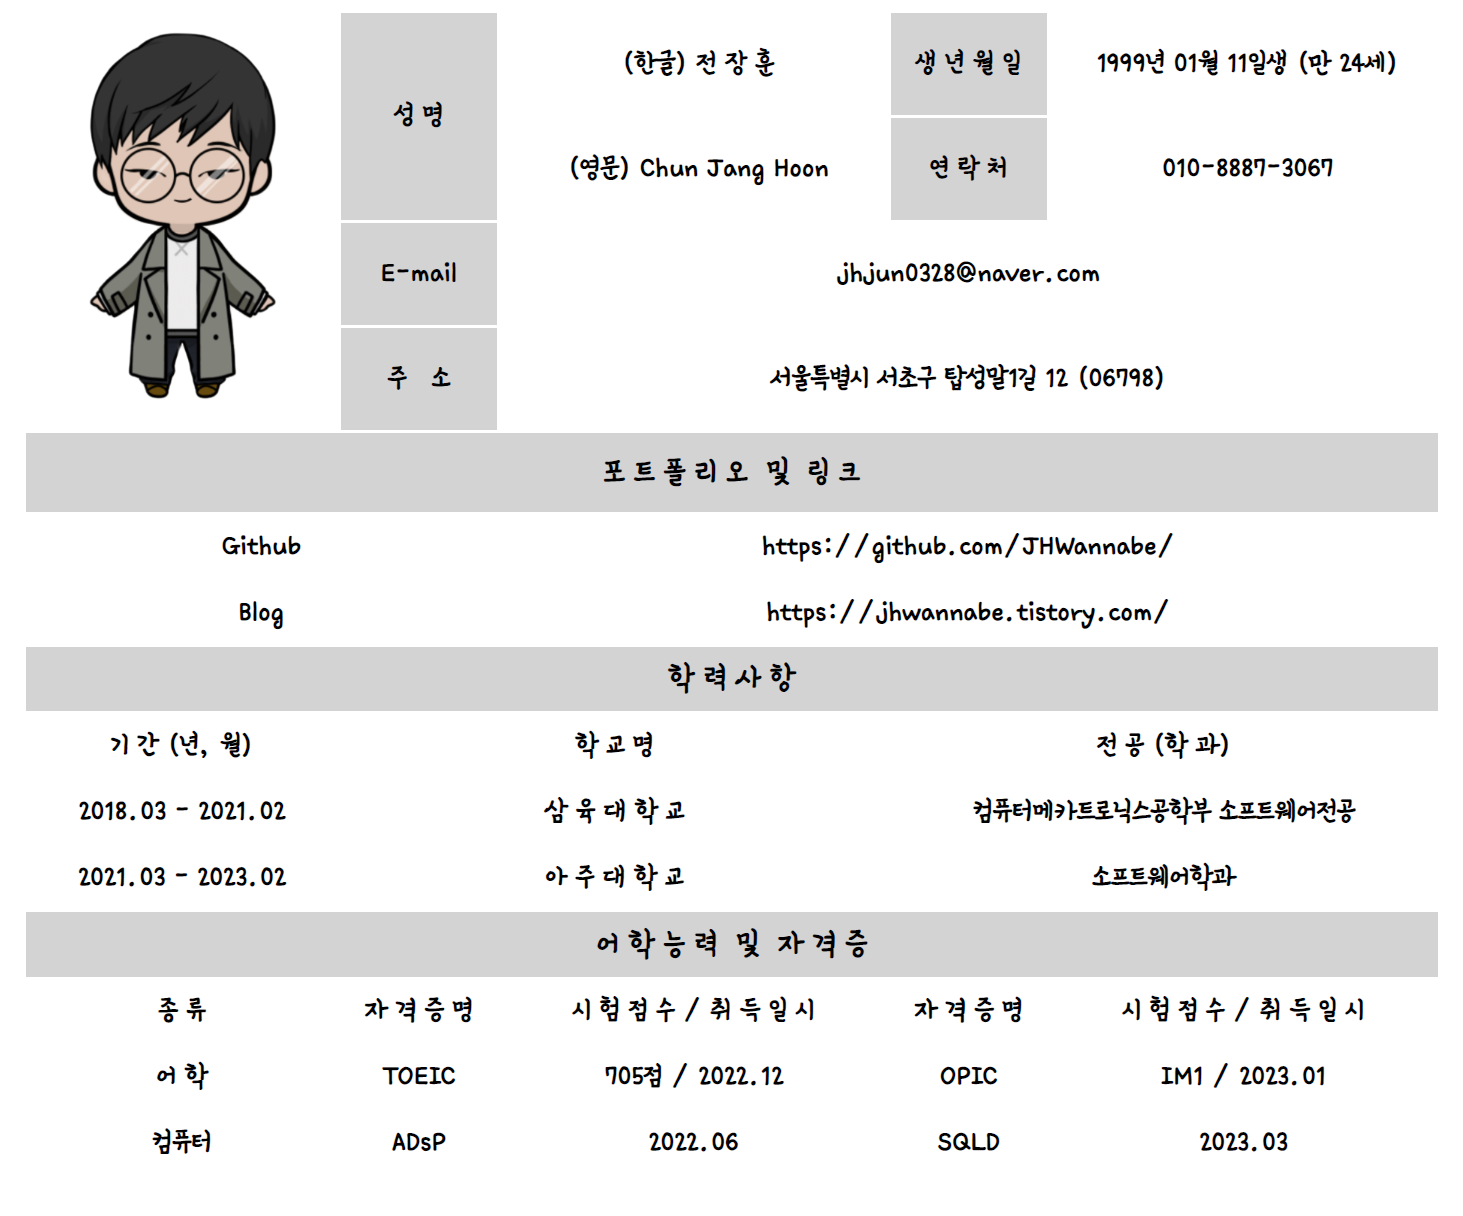 성 명
(한글) 전 장 훈
생 년 월 일
1999년 01월 11일생 (만 24세)
(영문) Chun Jang Hoon
연 락 처
010-8887-3067
E-mail
jhjun0328@naver.com
주 소
서울특별시 서초구 탑성말1길 12 (06798)
포 트 폴 리 오 및 링 크
Github
https://github.com/JHWannabe/
Blog
https://jhwannabe.tistory.com/
학 력 사 항
기 간 (년, 월)
학 교 명
전 공 (학 과)
2018.03 - 2021.02
삼 육 대 학 교
컴퓨터메카트로닉스공학부 소프트웨어전공
2021.03 - 2023.02
아 주 대 학 교
소프트웨어학과
어 학 능 력 및 자 격 증
종 류
자 격 증 명
시 험 점 수 / 취 득 일 시
자 격 증 명
시 험 점 수 / 취 득 일 시
어 학
TOEIC
705점 / 2022.12
OPIC
IM1 / 2023.01
컴퓨터
ADsP
2022.06
SQLD
2023.03